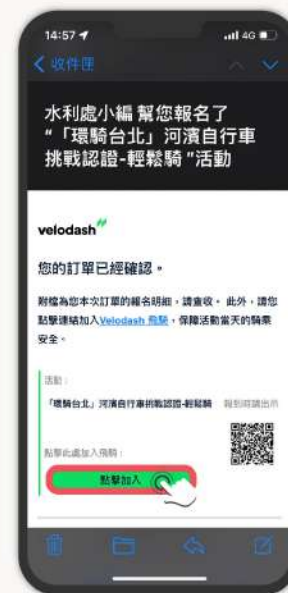 14:57
4G
收件匣
水利處小編 幫您報名了
“「環騎台北」河濱自行車
挑戰認證-輕鬆騎 ”活動
velodash
您的訂單已經確認。
附檔為您本次訂單的報名明細，請查收。此外，請您
點擊連結加入Velodash 飛騎，保障活動當天的騎乘
安全。
活動：
「環騎台北」河濱自行車挑戰認證-輕鬆騎
報到時請出示
點擊此處加入飛騎：
點擊加入